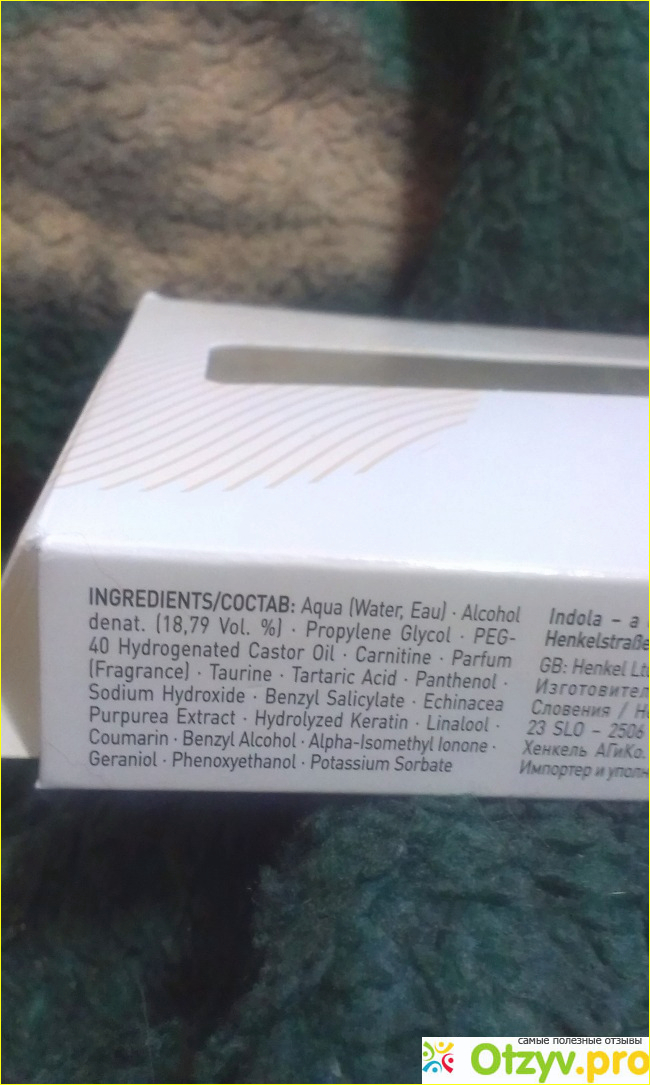 INGREDIENTS/СОСТАВ: Aqua (Water, Eau) · Alcohol
denat. (18,79 Vol. %) · Propylene Glycol · PEG-
40 Hydrogenated Castor Oil · Carnitine · Parfum
(Fragrance) · Taurine · Tartaric Acid · Panthenol ·
Sodium Hydroxide · Benzyl Salicylate · Echinacea
Purpurea Extract · Hydrolyzed Keratin · Linalool ·
Coumarin · Benzyl Alcohol · Alpha-Isomethyl Ionone ·
Geraniol · Phenoxyethanol · Potassium Sorbate
Indola – a
Henkelstraße
GB: Henkel
Изготовител
Словения /
23 SLO – 2506
Хенкель АГиКо.
Импортер и
самые полезные отзывы
Otzyv.pro